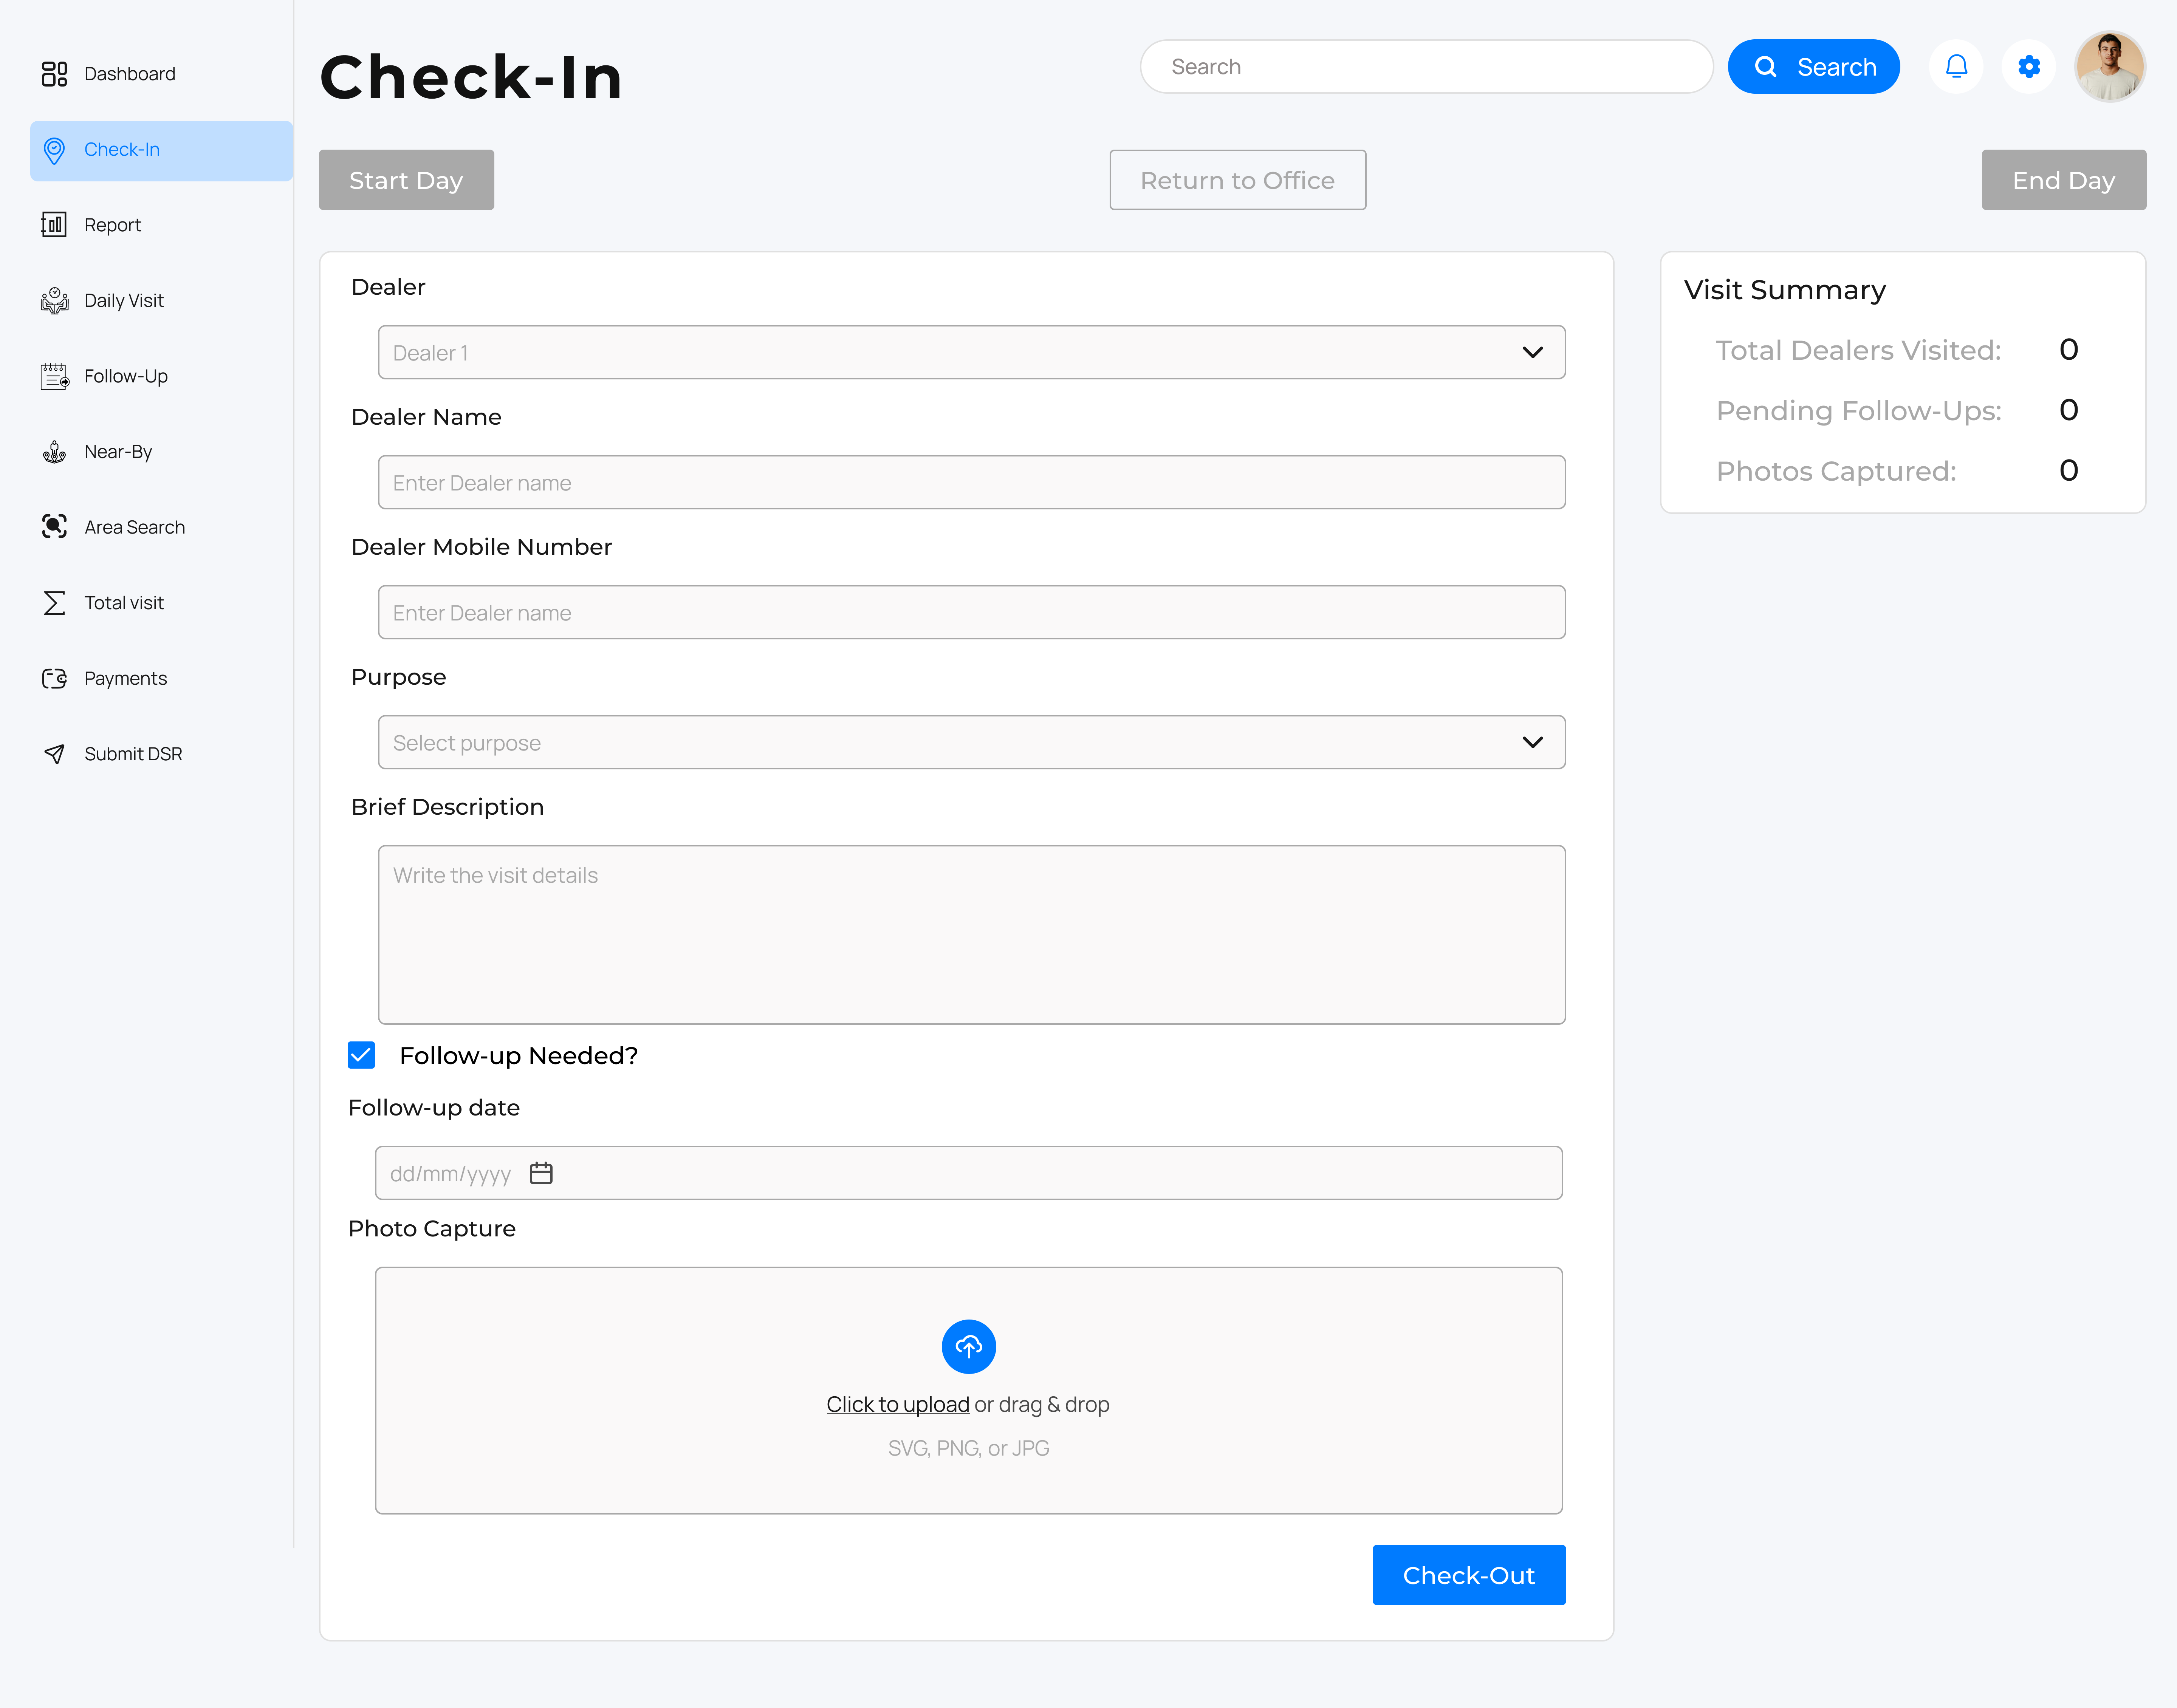 Dashboard
Check-In
Report
Daily Visit
Follow-Up
Near-By
Area Search
Total visit
Payments
Submit DSR
Check-In
Search
Search
Start Day
Return to Office
End Day
Dealer
Dealer 1
Dealer Name
Enter Dealer name
Dealer Mobile Number
Enter Dealer name
Purpose
Select purpose
Brief Description
Write the visit details
Follow-up Needed?
Follow-up date
dd/mm/yyyy
Photo Capture
Click to upload or drag & drop
SVG, PNG, or JPG
Check-Out
Visit Summary
Total Dealers Visited: 0
Pending Follow-Ups: 0
Photos Captured: 0